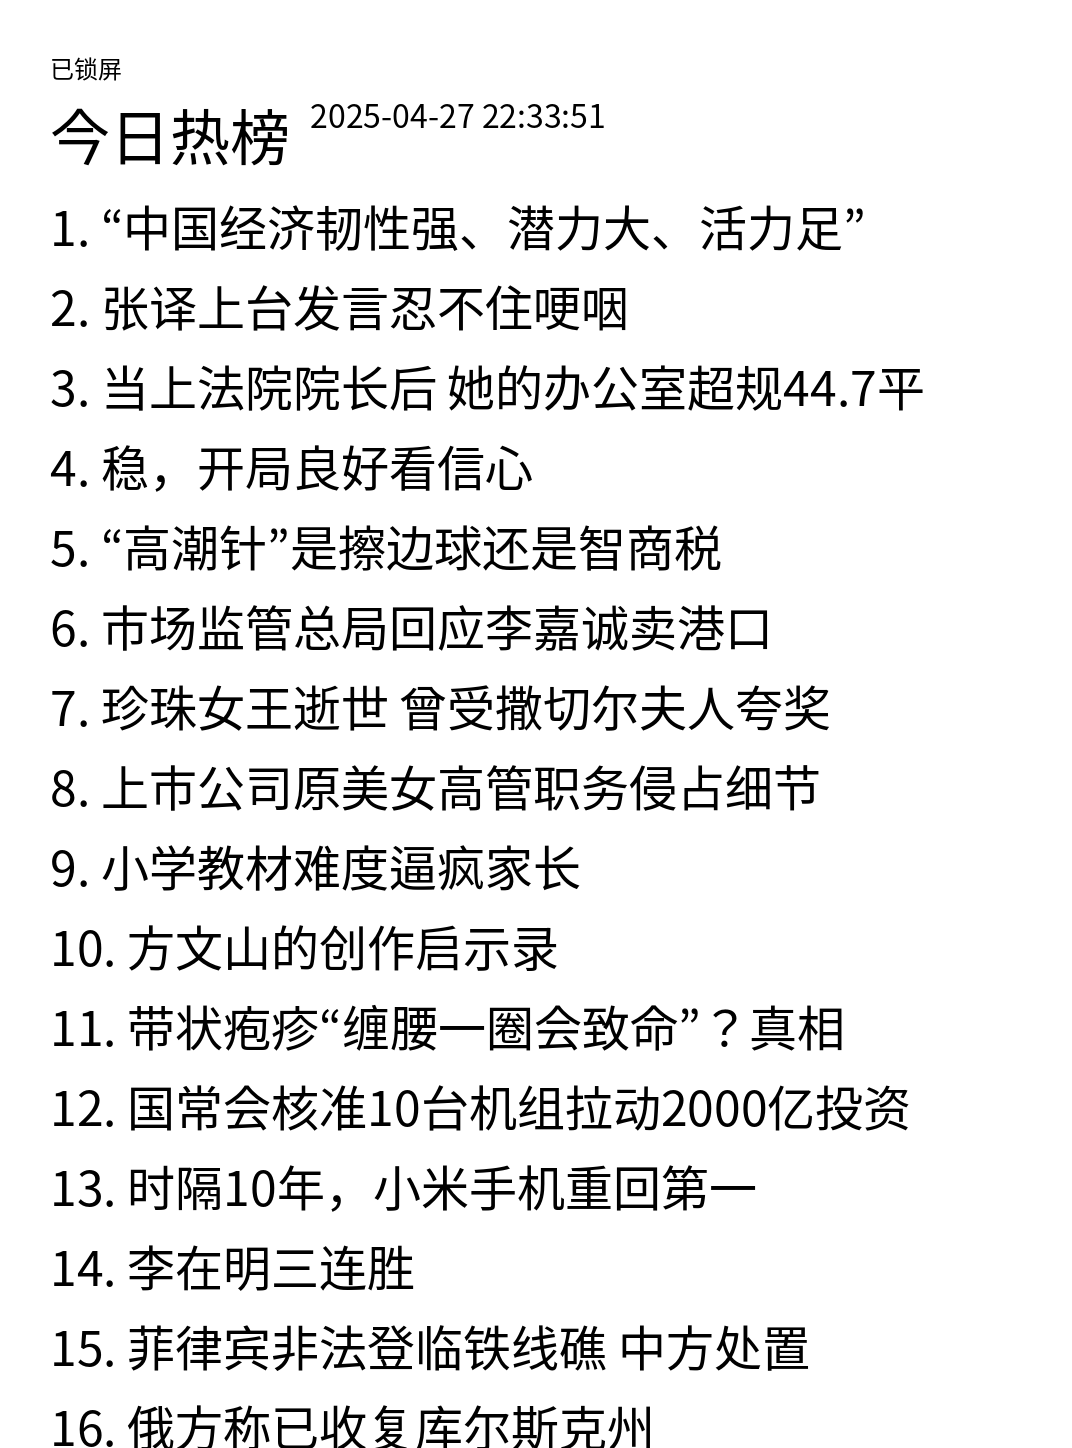 已锁屏
今日热榜 2025-04-27 22:33:51
1. “中国经济韧性强、潜力大、活力足”
2. 张译上台发言忍不住哽咽
3. 当上法院院长后 她的办公室超规44.7平
4. 稳，开局良好看信心
5. “高潮针”是擦边球还是智商税
6. 市场监管总局回应李嘉诚卖港口
7. 珍珠女王逝世 曾受撒切尔夫人夸奖
8. 上市公司原美女高管职务侵占细节
9. 小学教材难度逼疯家长
10. 方文山的创作启示录
11. 带状疱疹“缠腰一圈会致命”？真相
12. 国常会核准10台机组拉动2000亿投资
13. 时隔10年，小米手机重回第一
14. 李在明三连胜
15. 菲律宾非法登临铁线礁 中方处置
16. 俄方称已收复库尔斯克州